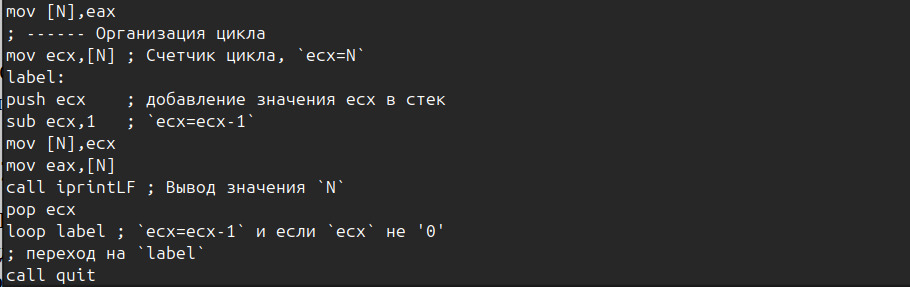 mov [N],eax
; ------ Организация цикла
mov ecx,[N] ; Счетчик цикла, `ecx=N`
label:
push ecx    ; добавление значения ecx в стек
sub ecx,1   ; `ecx=ecx-1`
mov [N],ecx
mov eax,[N]
call iprintLF ; Вывод значения `N`
pop ecx
loop label ; `ecx=ecx-1` и если `ecx` не '0'
; переход на `label`
call quit